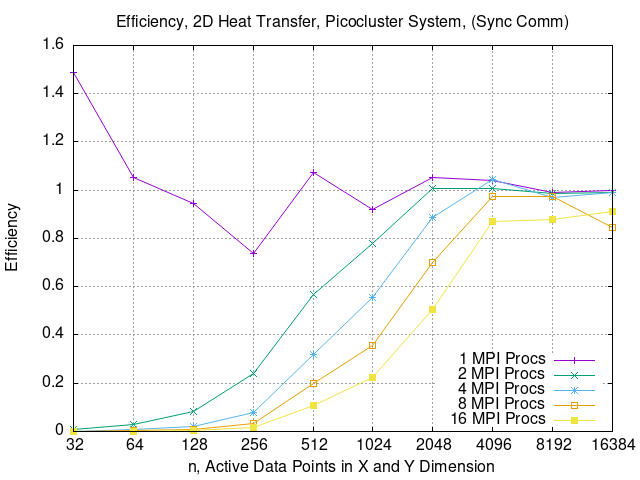 Efficiency, 2D Heat Transfer, Picocluster System, (Sync Comm)
1.6
1.4
1.2
1
0.8
0.6
0.4
0.2
0
Efficiency
1 MPI Procs
2 MPI Procs
4 MPI Procs
8 MPI Procs
16 MPI Procs
32 64 128 256 512 1024 2048 4096 8192 16384
n, Active Data Points in X and Y Dimension